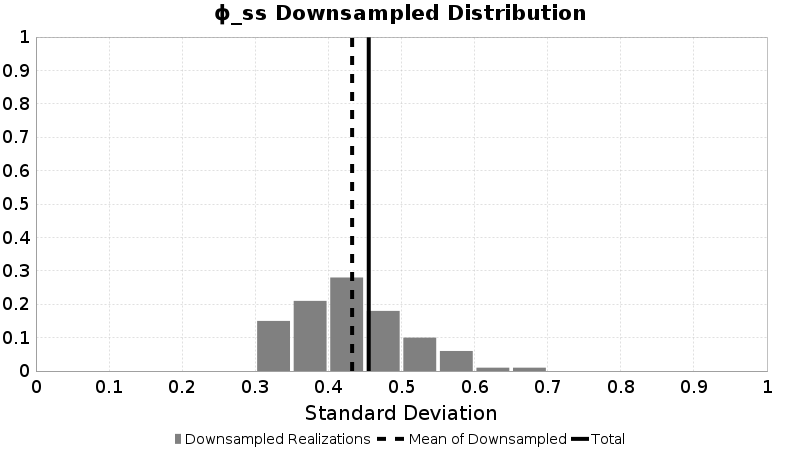 ϕ_ss Downsampled Distribution
1
0.9
0.8
0.7
0.6
0.5
0.4
0.3
0.2
0.1
0
0 0.1 0.2 0.3 0.4 0.5 0.6 0.7 0.8 0.9 1
Standard Deviation
Downsampled Realizations Mean of Downsampled Total